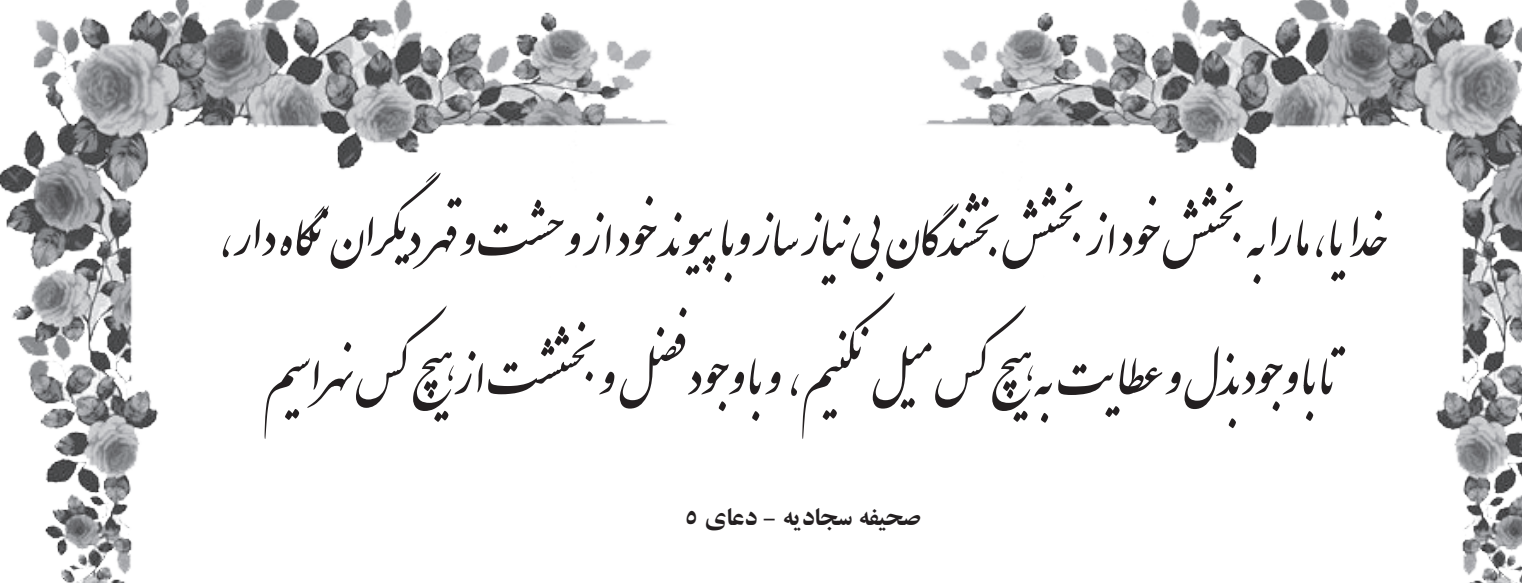 خدایا، ما را به بخشش خود از بخشش بخشندگان بی نیاز ساز و با پیوند خود از وحشت و قهر دیگران نگاه دار،
تا با وجود بذل و عطایت به هیچ کس میل نکنیم، و با وجود فضل و بخششت از هیچ کس نهراسیم
صحیفه سجادیه - دعای ۵